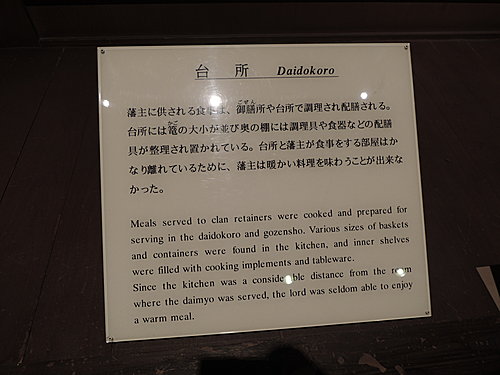 台所 Daidokoro
藩主に供される食事は、御膳所や台所で調理され配膳される。
台所には篭の大小が並び奥の棚には調理具や食器などの配膳
具が整理され置かれている。台所と藩主が食事をする部屋はか
なり離れているために、藩主は暖かい料理を味わうことが出来な
かった。
Meals served to clan retainers were cooked and prepared for
serving in the daidokoro and gozensho. Various sizes of baskets
and containers were found in the kitchen, and inner shelves
were filled with cooking implements and tableware.
Since the kitchen was a considerable distance from the room
where the daimyo was served, the lord was seldom able to enjoy
a warm meal.